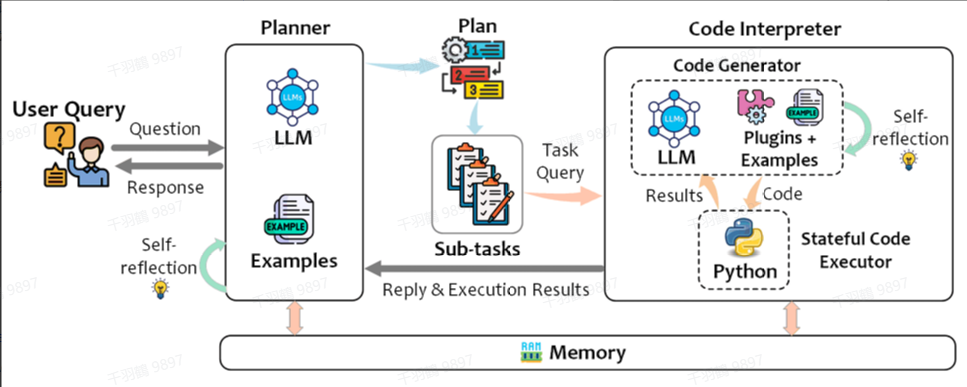 Planner
Plan
Code Interpreter
Code Generator
User Query
Question
Response
LLMs
LLM
EXAMPLE
Examples
Self-
reflection
1
2
3
Sub-tasks
Task
Query
LLMs
LLM
EXAMPLE
Plugins +
Examples
Self-
reflection
Results
Code
Python
Stateful Code
Executor
Reply & Execution Results
RAM
Memory
千羽鹤 9897